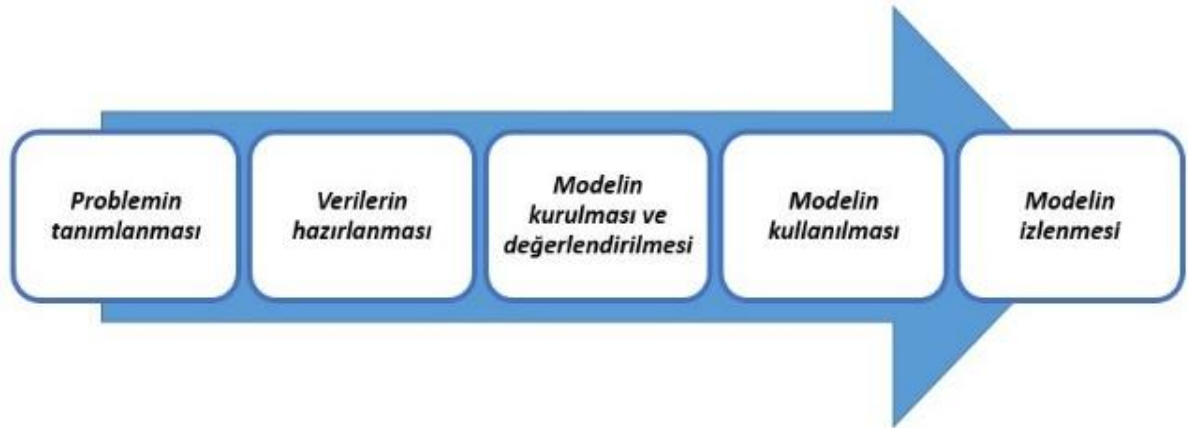 Problemin
tanımlanması
Verilerin
hazırlanması
Modelin
kurulması ve
değerlendirilmesi
Modelin
kullanılması
Modelin
izlenmesi